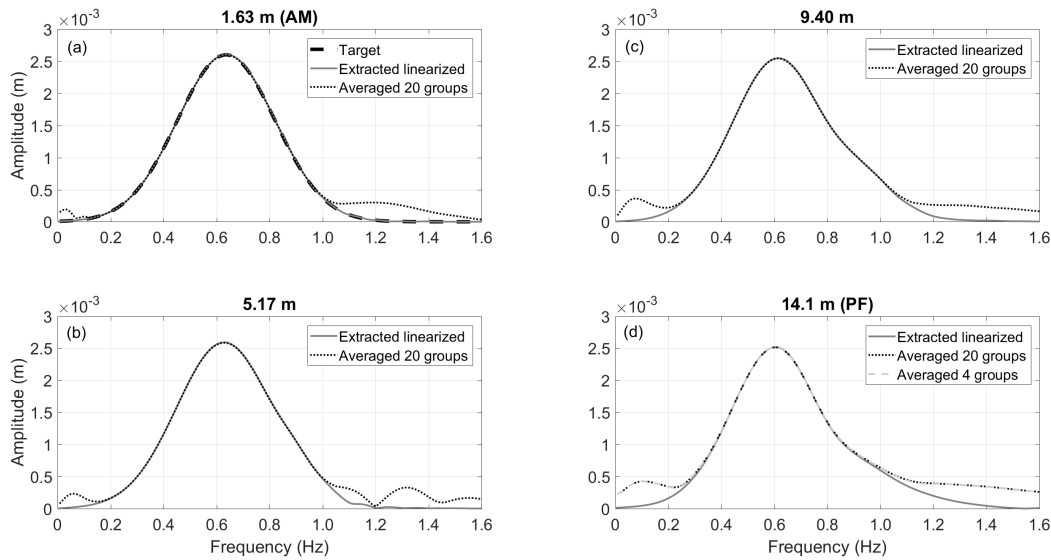 1.63 m (AM)
×10⁻³
(a)
Target
Extracted linearized
Averaged 20 groups
3
2.5
2
1.5
1
0.5
0
Amplitude (m)
0 0.2 0.4 0.6 0.8 1.0 1.2 1.4 1.6
9.40 m
×10⁻³
(c)
Extracted linearized
Averaged 20 groups
3
2.5
2
1.5
1
0.5
0
0 0.2 0.4 0.6 0.8 1.0 1.2 1.4 1.6
5.17 m
×10⁻³
(b)
Extracted linearized
Averaged 20 groups
3
2.5
2
1.5
1
0.5
0
Amplitude (m)
0 0.2 0.4 0.6 0.8 1.0 1.2 1.4 1.6
Frequency (Hz)
14.1 m (PF)
×10⁻³
(d)
Extracted linearized
Averaged 20 groups
Averaged 4 groups
3
2.5
2
1.5
1
0.5
0
0 0.2 0.4 0.6 0.8 1.0 1.2 1.4 1.6
Frequency (Hz)